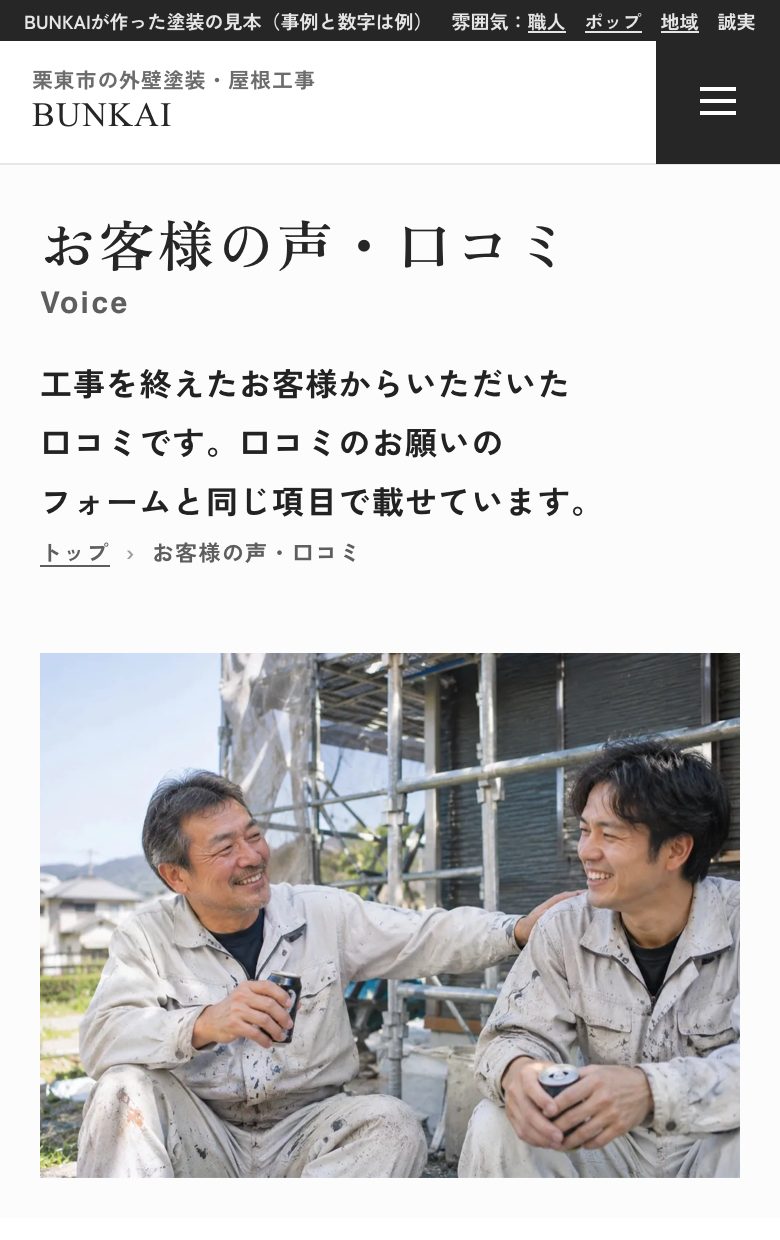 BUNKAIが作った塗装の見本（事例と数字は例） 雰囲気：職人 ポップ 地域 誠実
栗東市の外壁塗装・屋根工事
BUNKAI
お客様の声・口コミ
Voice
工事を終えたお客様からいただいた
口コミです。口コミのお願いの
フォームと同じ項目で載せています。
トップ › お客様の声・口コミ